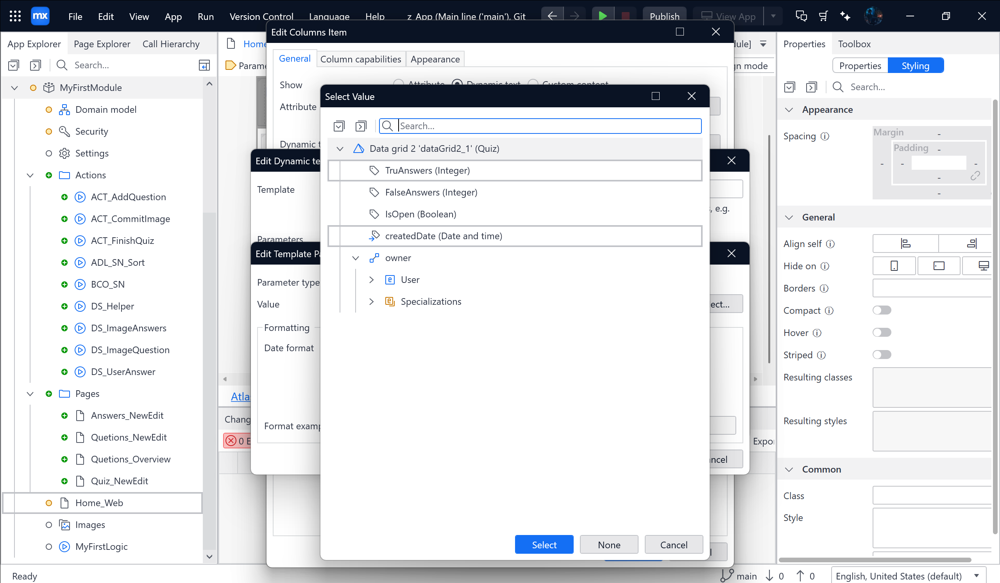 mx
File Edit View App Run Version Control Language Help z_App (Main line ('main'), Git
Publish
View App
App Explorer Page Explorer Call Hierarchy
Search...
MyFirstModule
Domain model
Security
Settings
Actions
ACT_AddQuestion
ACT_CommitImage
ACT_FinishQuiz
ADL_SN_Sort
BCO_SN
DS_Helper
DS_ImageAnswers
DS_ImageQuestion
DS_UserAnswer
Pages
Answers_NewEdit
Quetions_NewEdit
Quetions_Overview
Quiz_NewEdit
Home_Web
Images
MyFirstLogic
Ready
Home
Parame
Edit Columns Item
General Column capabilities Appearance
Show
Attribute Dynamic text Custom content
Attribute
Dynamic t
Edit Dynamic te
Template
, e.g.
Parameters
Edit Template Pa
Parameter type
Value
ect...
Formatting
Date format
Format examp
ncel
Select Value
Search...
Data grid 2 'dataGrid2_1' (Quiz)
TruAnswers (Integer)
FalseAnswers (Integer)
IsOpen (Boolean)
createdDate (Date and time)
owner
User
Specializations
Select None Cancel
Atla
Chang
0 E
Expor
ule]
n mode
Properties Toolbox
Properties Styling
Search...
Appearance
Spacing
Margin
Padding
General
Align self
Hide on
Borders
Compact
Hover
Striped
Resulting classes
Resulting styles
Common
Class
Style
main 0 0
English, United States (default)